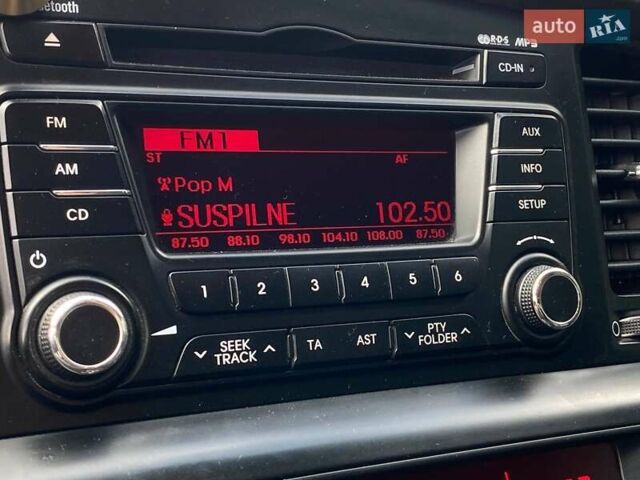 Bluetooth
auto RIA.com
R·D·S MP3
CD-IN
FM
AUX
FM1
ST AF
AM
INFO
Pop M
CD
SETUP
SUSPILNE 102.50
87.50 88.10 98.10 104.10 108.00 87.50
1 2 3 4 5 6
SEEK
TRACK
TA
AST
PTY
FOLDER